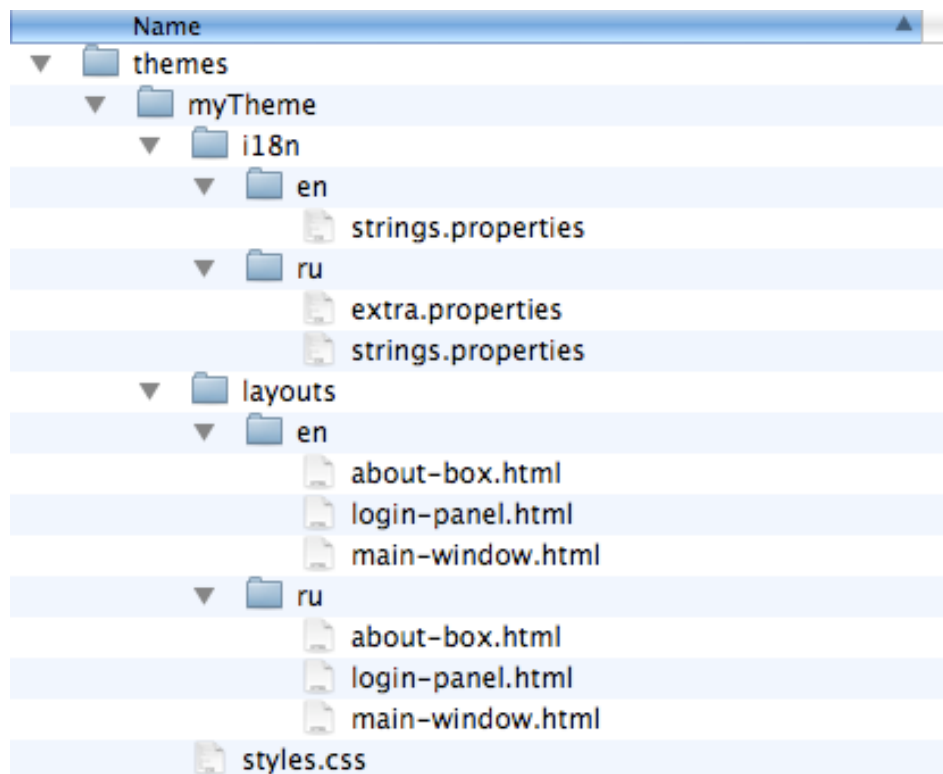 Name
themes
myTheme
i18n
en
strings.properties
ru
extra.properties
strings.properties
layouts
en
about-box.html
login-panel.html
main-window.html
ru
about-box.html
login-panel.html
main-window.html
styles.css